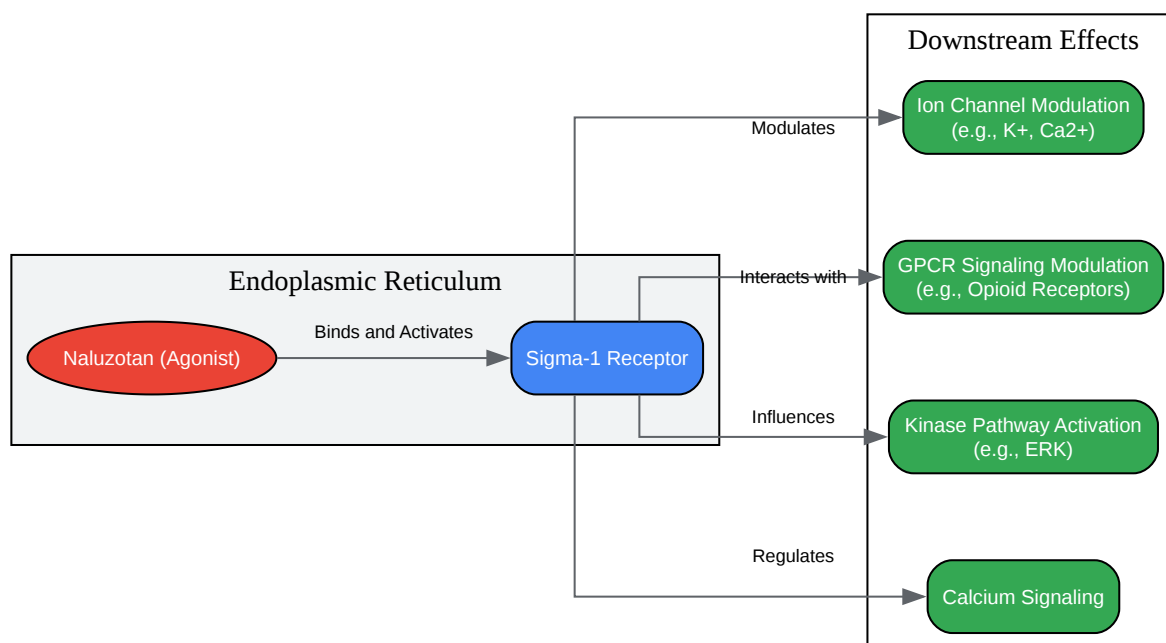 Downstream Effects
Ion Channel Modulation
(e.g., K+, Ca2+)
Modulates
Endoplasmic Reticulum
GPCR Signaling Modulation
(e.g., Opioid Receptors)
Interacts with
Naluzotan (Agonist)
Binds and Activates
Sigma-1 Receptor
Influences
Kinase Pathway Activation
(e.g., ERK)
Regulates
Calcium Signaling